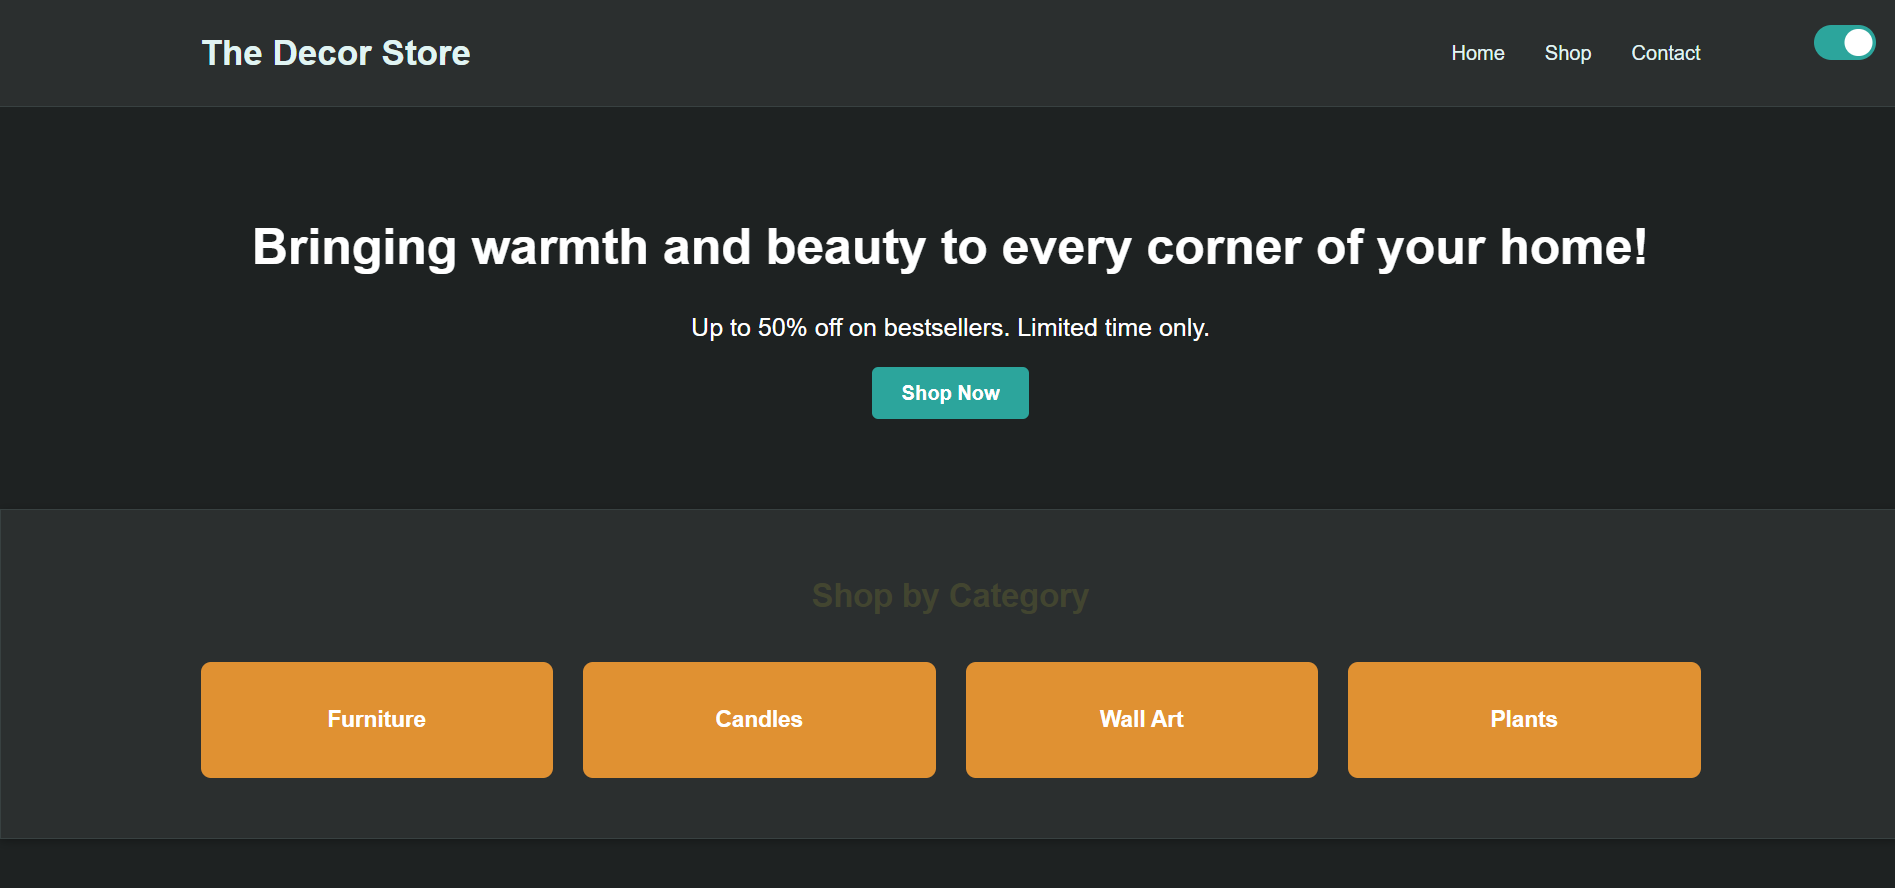 The Decor Store
Home Shop Contact
Bringing warmth and beauty to every corner of your home!
Up to 50% off on bestsellers. Limited time only.
Shop Now
Shop by Category
Furniture
Candles
Wall Art
Plants